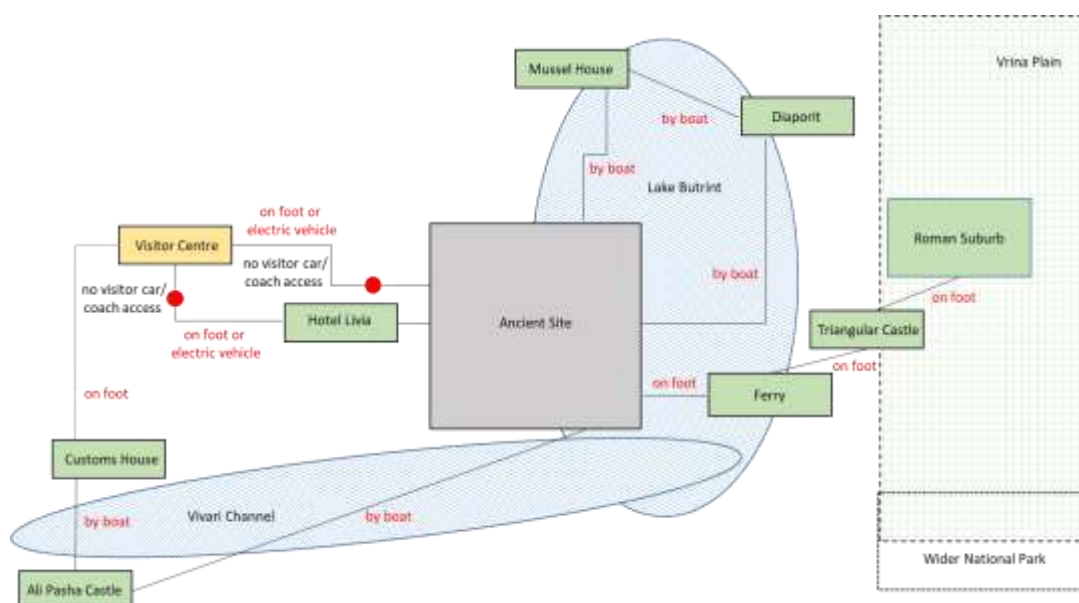 Mussel House
Vrina Plain
Diaporit
by boat
by boat
Lake Butrint
on foot or
electric vehicle
Visitor Centre
no visitor car/
coach access
Roman Suburb
by boat
no visitor car/
coach access
on foot
Hotel Livia
Ancient Site
on foot or
electric vehicle
Triangular Castle
on foot
on foot
on foot
Ferry
Customs House
Vivari Channel
by boat
by boat
Wider National Park
Ali Pasha Castle